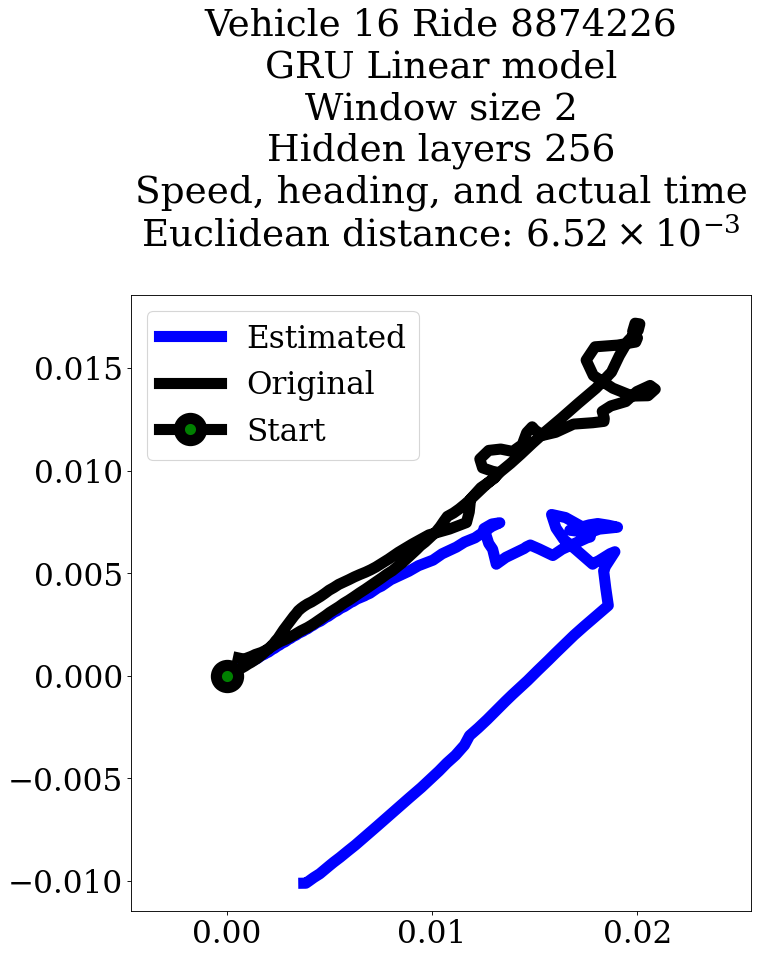 Vehicle 16 Ride 8874226
GRU Linear model
Window size 2
Hidden layers 256
Speed, heading, and actual time
Euclidean distance: 6.52 × 10⁻³
Estimated
Original
Start
0.015
0.010
0.005
0.000
−0.005
−0.010
0.00 0.01 0.02